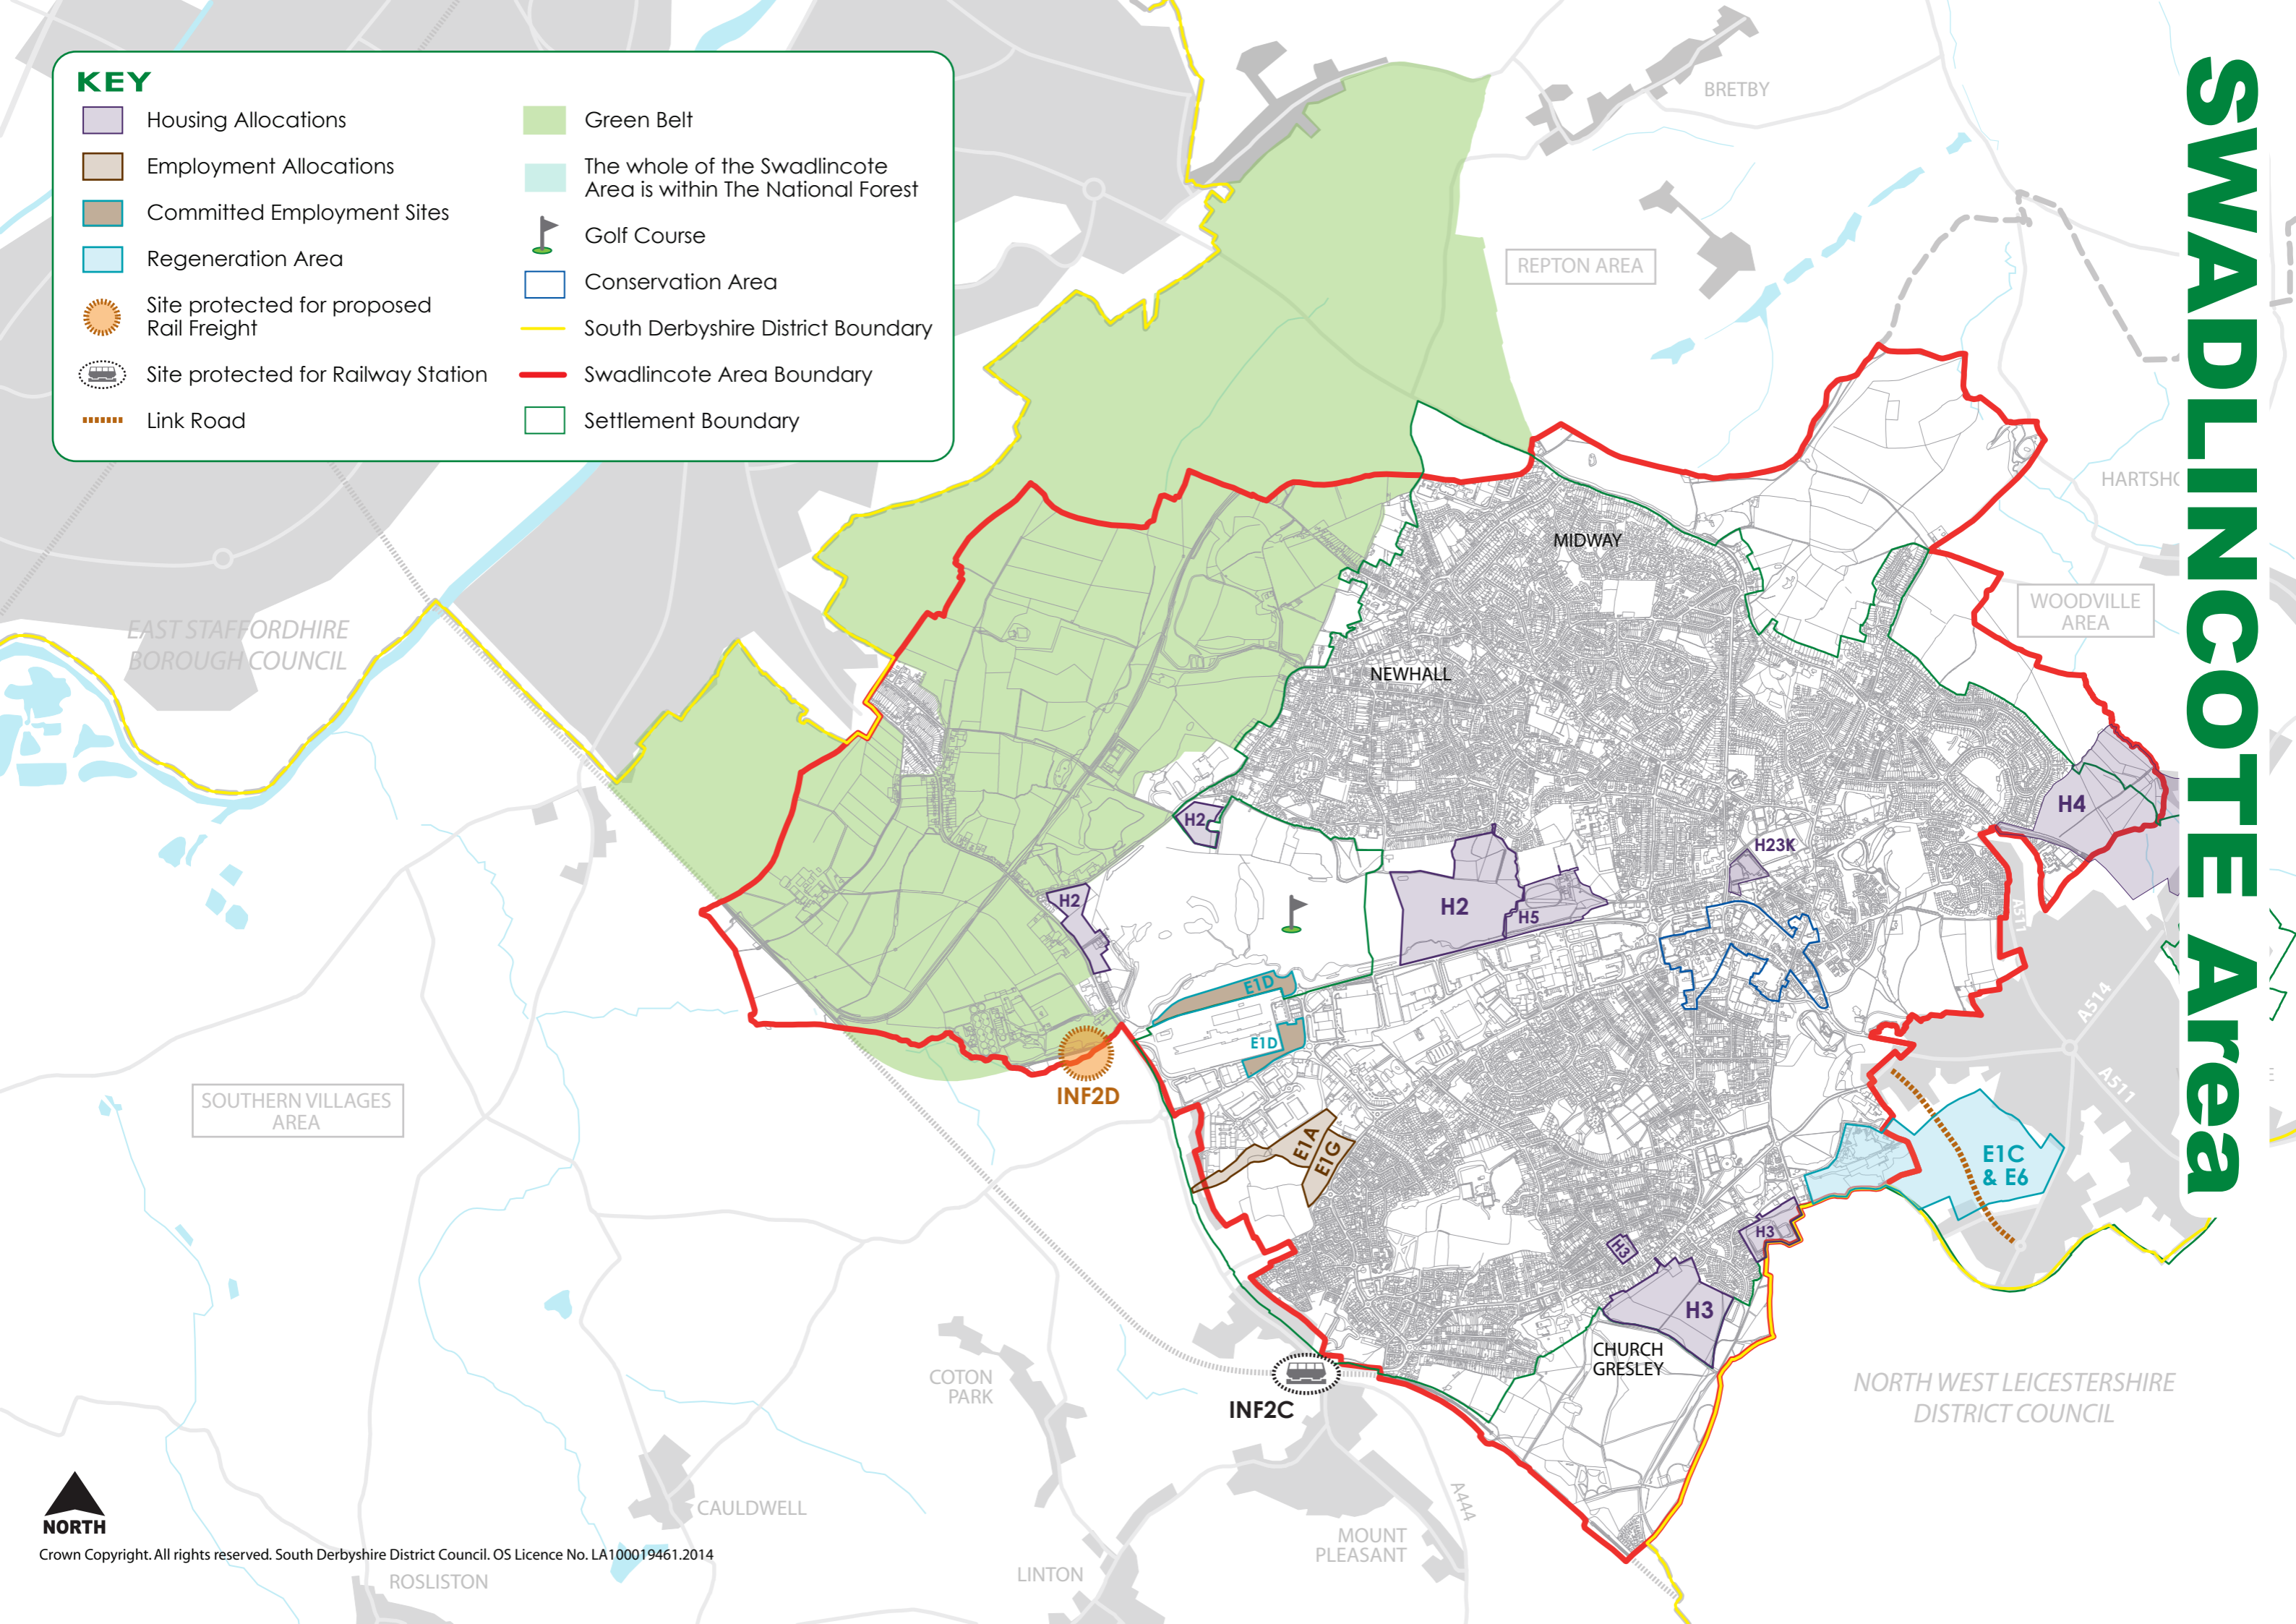 KEY
Housing Allocations
Employment Allocations
Committed Employment Sites
Regeneration Area
Site protected for proposed
Rail Freight
Site protected for Railway Station
Link Road
Green Belt
The whole of the Swadlincote
Area is within The National Forest
Golf Course
Conservation Area
South Derbyshire District Boundary
Swadlincote Area Boundary
Settlement Boundary
SWADLINCOTE Area
BRETBY
REPTON AREA
HARTSH
MIDWAY
WOODVILLE
AREA
EAST STAFFORDHIRE
BOROUGH COUNCIL
NEWHALL
H4
H2
H23K
H2
H2
H5
A511
E1D
A514
E1D
INF2D
A511
SOUTHERN VILLAGES
AREA
E1A
E1G
E1C
& E6
H3
H3
H3
CHURCH
GRESLEY
COTON
PARK
INF2C
NORTH WEST LEICESTERSHIRE
DISTRICT COUNCIL
A444
CAULDWELL
MOUNT
PLEASANT
NORTH
Crown Copyright. All rights reserved. South Derbyshire District Council. OS Licence No. LA100019461.2014
LINTON
ROSLISTON